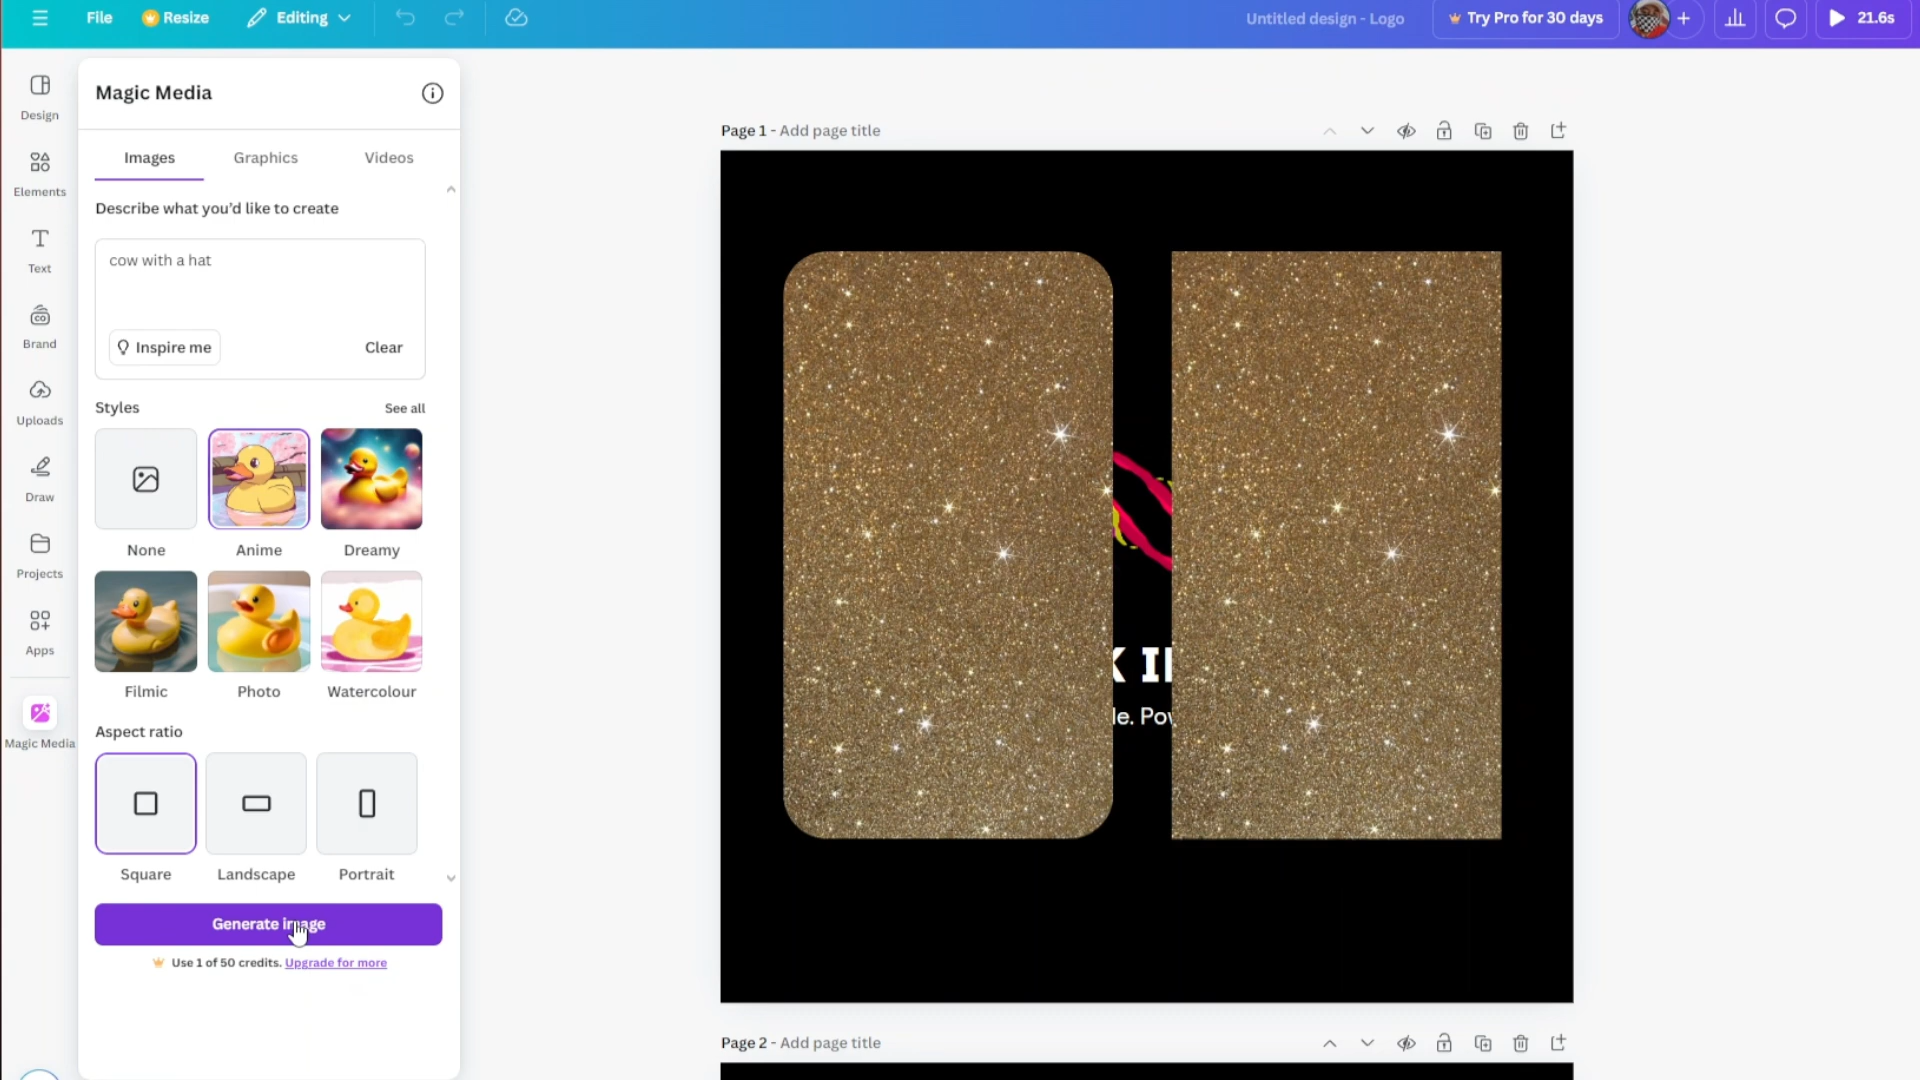 File
Resize
Editing
Untitled design - Logo
Try Pro for 30 days
21.6s
Design
Elements
Text
Brand
Uploads
Draw
Projects
Apps
Magic Media
Magic Media
Images
Graphics
Videos
Describe what you'd like to create
cow with a hat
Inspire me
Clear
Styles
See all
None
Anime
Dreamy
Filmic
Photo
Watercolour
Aspect ratio
Square
Landscape
Portrait
Generate image
Use 1 of 50 credits. Upgrade for more
Page 1 - Add page title
Page 2 - Add page title